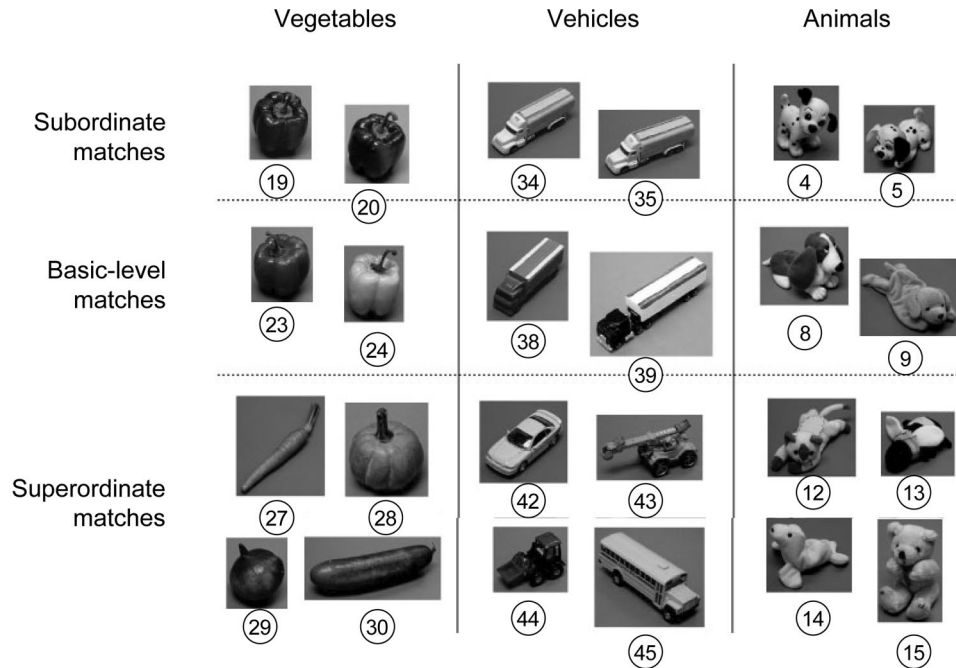 Vegetables Vehicles Animals
Subordinate
matches
19 20 34 35 4 5
Basic-level
matches
23 24 38 39 8 9
Superordinate
matches
27 28 42 43 12 13
29 30 44 45 14 15